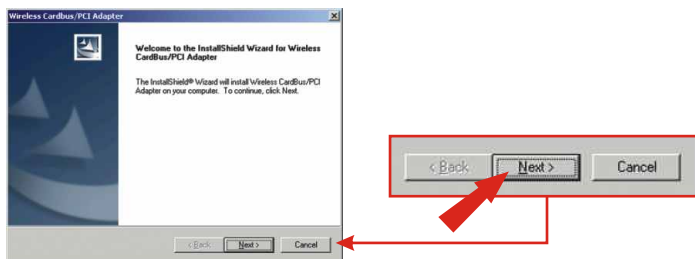 Wireless Cardbus/PCI Adapter
Welcome to the InstallShield Wizard for Wireless
CardBus/PCI Adapter
The InstallShield® Wizard will install Wireless CardBus/PCI
Adapter on your computer. To continue, click Next.
< Back Next > Cancel
< Back Next > Cancel